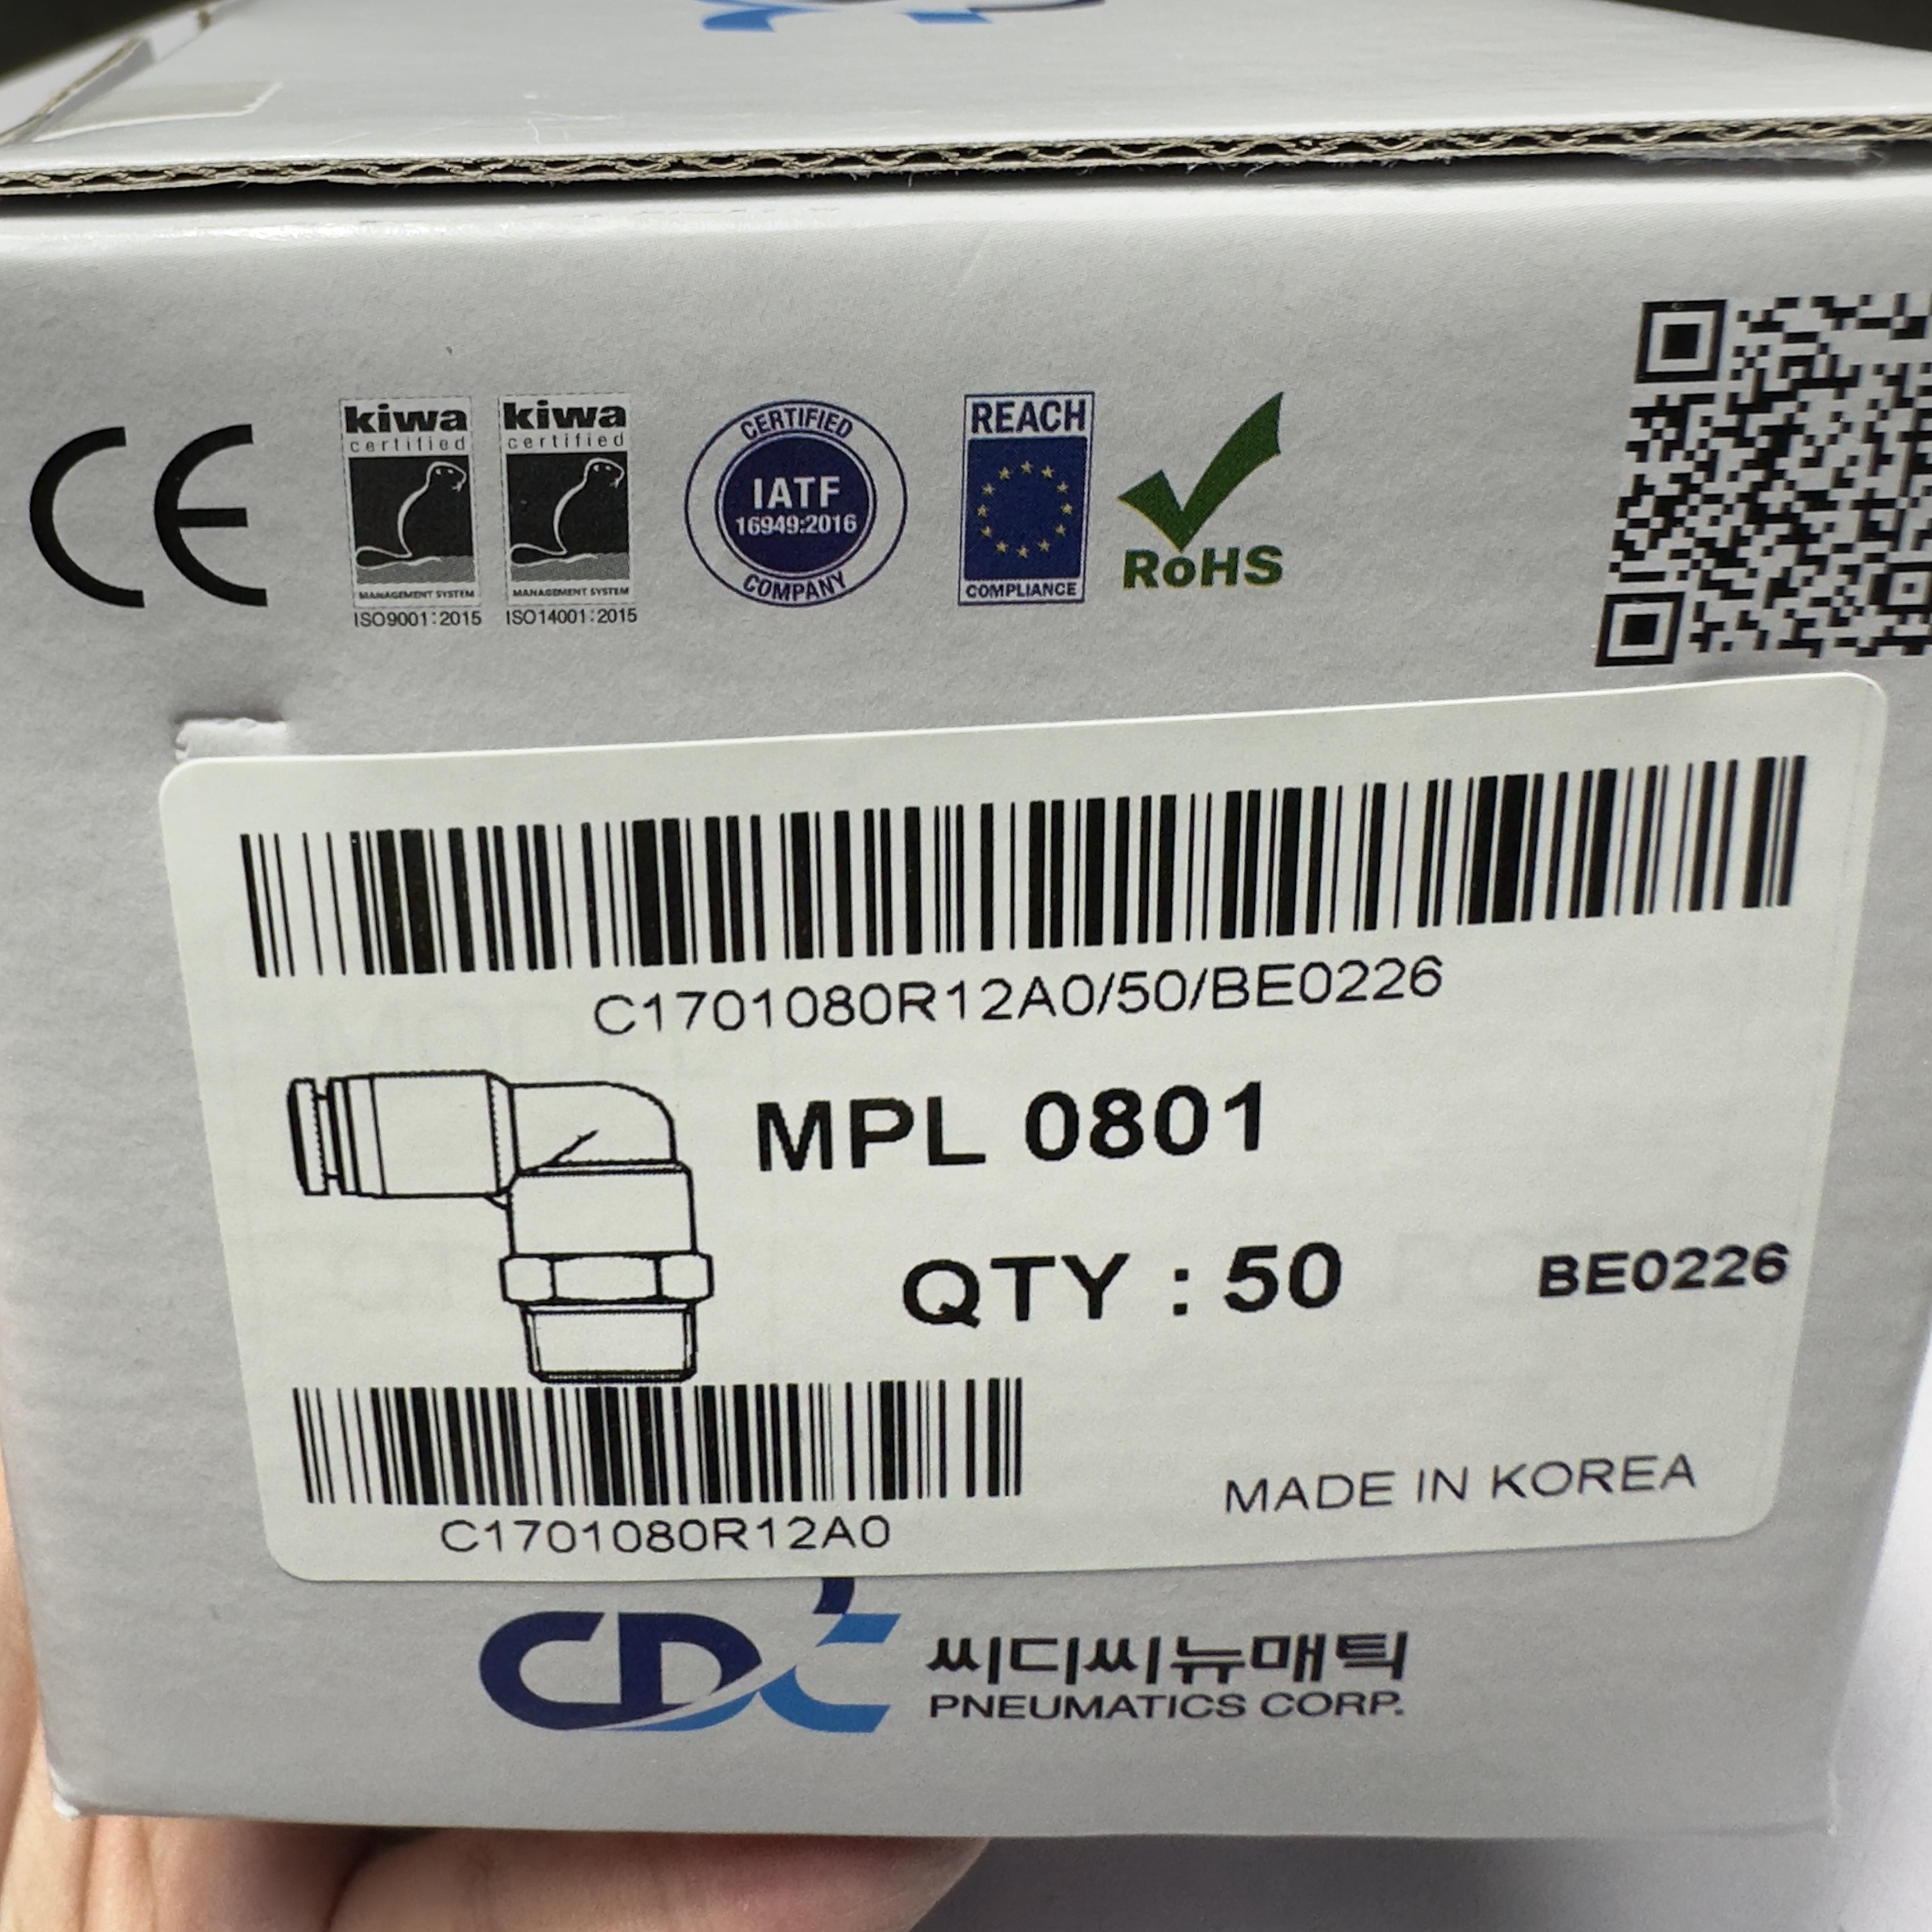 CE
kiwa
certified
MANAGEMENT SYSTEM
ISO9001:2015
kiwa
certified
MANAGEMENT SYSTEM
ISO14001:2015
CERTIFIED
IATF
16949:2016
COMPANY
REACH
COMPLIANCE
RoHS
C1701080R12A0/50/BE0226
MPL 0801
QTY : 50
BE0226
C1701080R12A0
MADE IN KOREA
CDC
씨디씨뉴매틱
PNEUMATICS CORP.